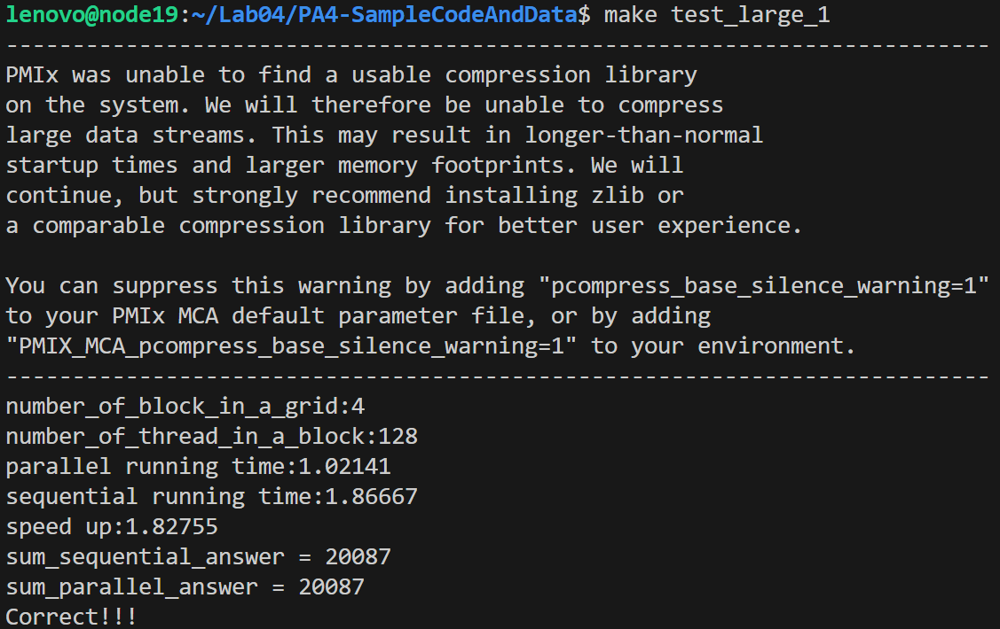 lenovo@node19:~/Lab04/PA4-SampleCodeAndData$ make test_large_1
--------------------------------------------------------------------------
PMIx was unable to find a usable compression library
on the system. We will therefore be unable to compress
large data streams. This may result in longer-than-normal
startup times and larger memory footprints. We will
continue, but strongly recommend installing zlib or
a comparable compression library for better user experience.

You can suppress this warning by adding "pcompress_base_silence_warning=1"
to your PMIx MCA default parameter file, or by adding
"PMIX_MCA_pcompress_base_silence_warning=1" to your environment.
--------------------------------------------------------------------------
number_of_block_in_a_grid:4
number_of_thread_in_a_block:128
parallel running time:1.02141
sequential running time:1.86667
speed up:1.82755
sum_sequential_answer = 20087
sum_parallel_answer = 20087
Correct!!!